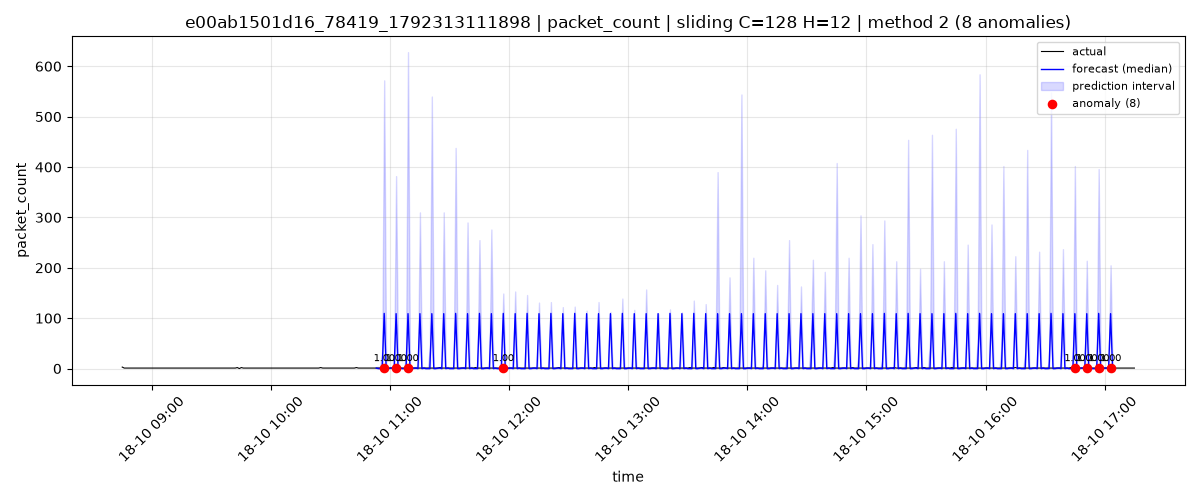 e00ab1501d16_78419_1792313111898 | packet_count | sliding C=128 H=12 | method 2 (8 anomalies)
actual
forecast (median)
prediction interval
anomaly (8)
packet_count
600
500
400
300
200
100
0
1.00
18-10 09:00
18-10 10:00
18-10 11:00
18-10 12:00
18-10 13:00
18-10 14:00
18-10 15:00
18-10 16:00
18-10 17:00
time